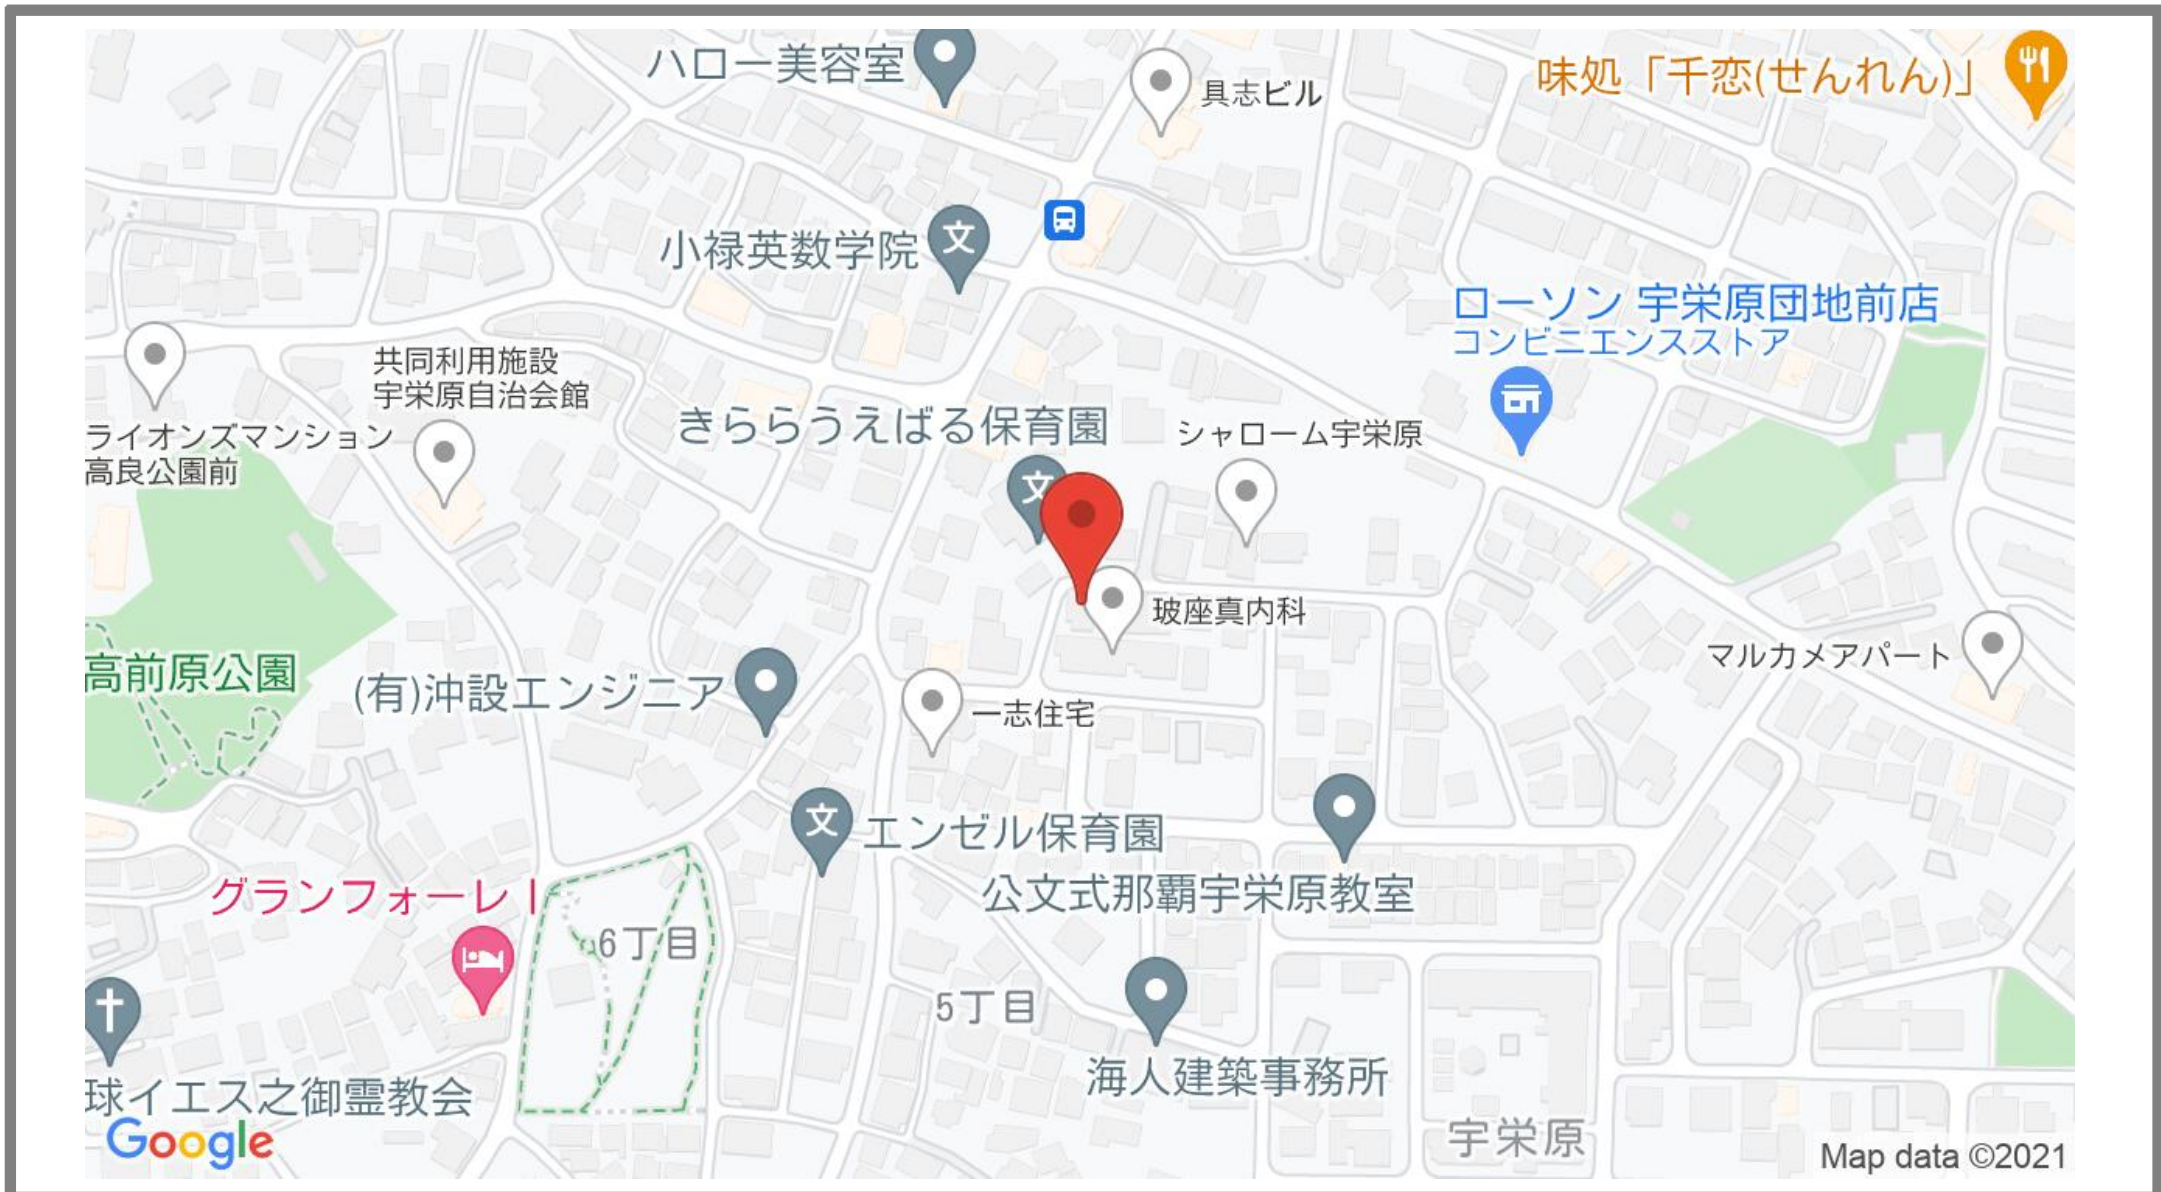 ハロー美容室
具志ビル
味処「千恋(せんれん)」
小禄英数学院
ローソン 宇栄原団地前店
コンビニエンスストア
共同利用施設
宇栄原自治会館
ライオンズマンション
高良公園前
きららうえばる保育園
シャローム宇栄原
玻座真内科
マルカメアパート
高前原公園
(有)沖設エンジニア
一志住宅
エンゼル保育園
公文式那覇宇栄原教室
グランフォーレⅠ
6丁目
5丁目
海人建築事務所
球イエス之御霊教会
宇栄原
Google
Map data ©2021